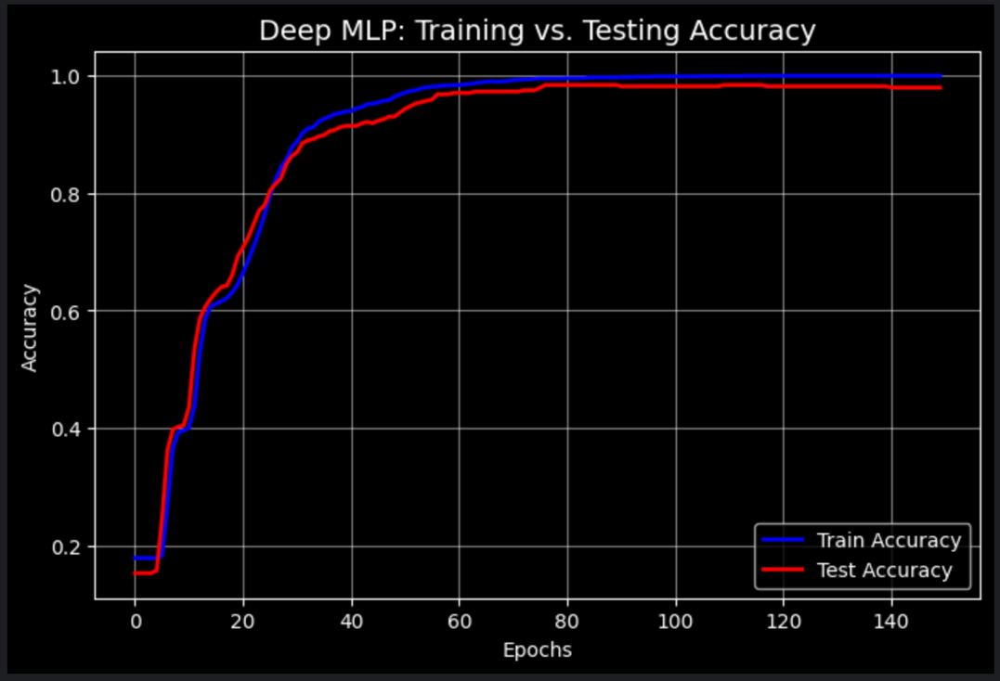 Deep MLP: Training vs. Testing Accuracy
1.0
0.8
0.6
0.4
0.2
Accuracy
0 20 40 60 80 100 120 140
Epochs
Train Accuracy
Test Accuracy